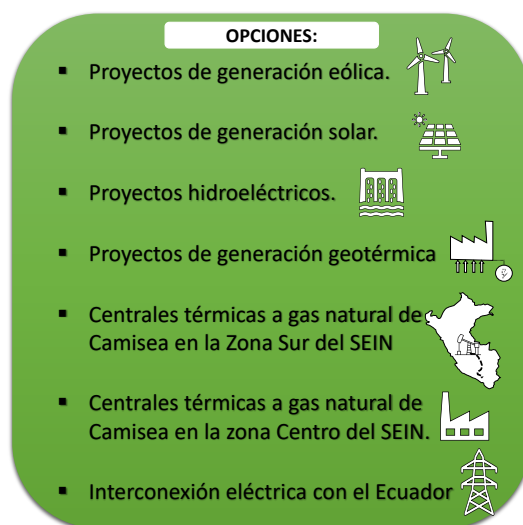 OPCIONES:
▪ Proyectos de generación eólica.
▪ Proyectos de generación solar.
▪ Proyectos hidroeléctricos.
▪ Proyectos de generación geotérmica
▪ Centrales térmicas a gas natural de
Camisea en la Zona Sur del SEIN
▪ Centrales térmicas a gas natural de
Camisea en la zona Centro del SEIN.
▪ Interconexión eléctrica con el Ecuador